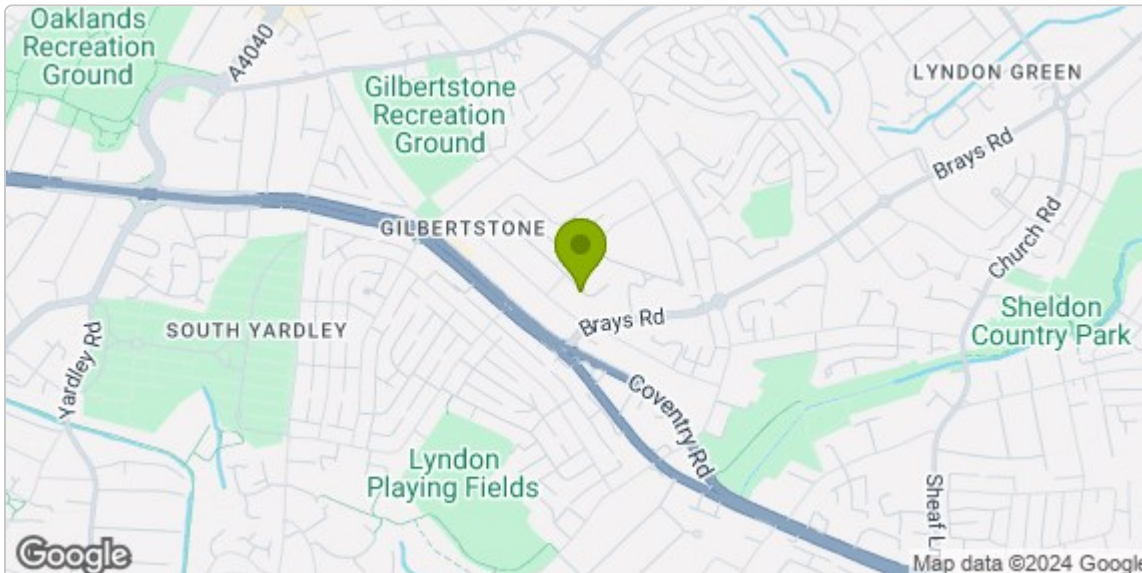 Oaklands
Recreation
Ground
A4040
Gilbertstone
Recreation
Ground
LYNDON GREEN
Brays Rd
GILBERTSTONE
Church Rd
Brays Rd
SOUTH YARDLEY
Sheldon
Country Park
Yardley Rd
Coventry Rd
Lyndon
Playing Fields
Sheaf L
Google
Map data ©2024 Google